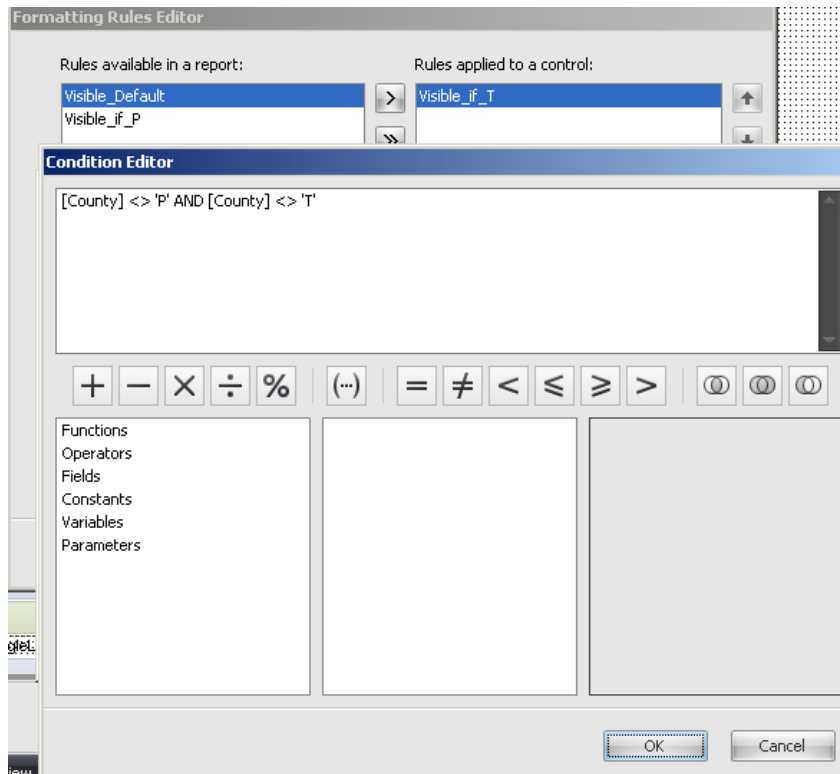 Formatting Rules Editor
Rules available in a report:
Rules applied to a control:
Visible_Default
Visible_if_P
Visible_if_T
Condition Editor
[County] <> 'P' AND [County] <> 'T'
+ − × ÷ % (...) = ≠ < ≤ ≥ >
Functions
Operators
Fields
Constants
Variables
Parameters
OK
Cancel